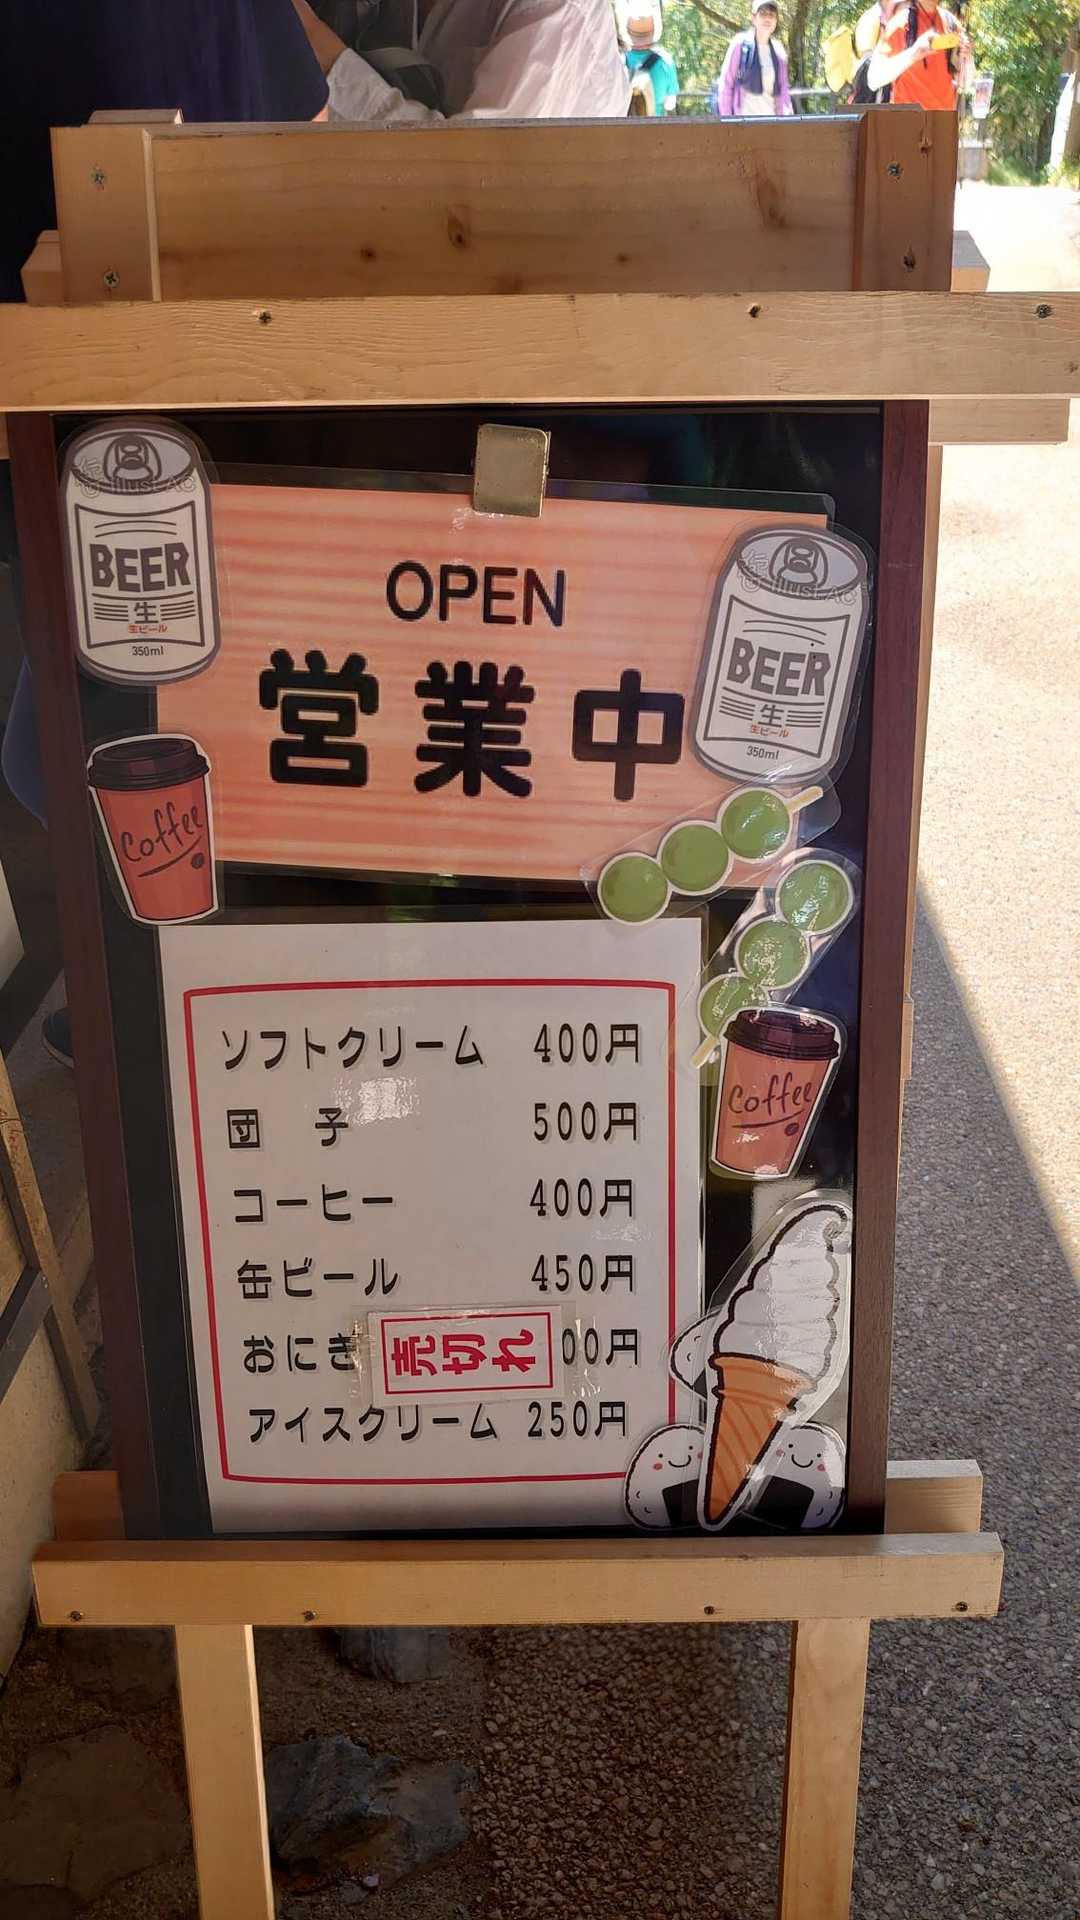 OPEN
営業中
BEER
生
生ビール
350ml
BEER
生
生ビール
350ml
Coffee
ソフトクリーム 400円
団子 500円
コーヒー 400円
缶ビール 450円
おにぎ 00円
売切れ
アイスクリーム 250円
Coffee